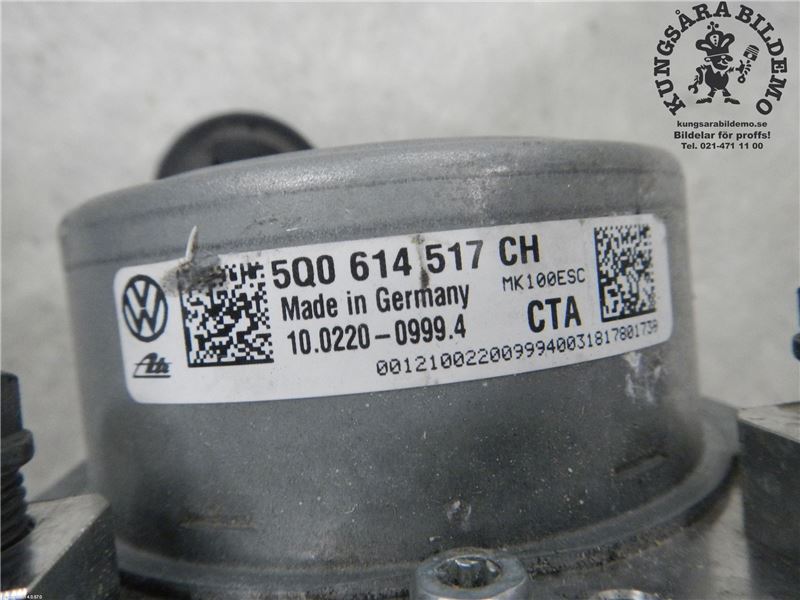 KUNGSÅRA BILDEMO
kungsarabildemo.se
Bildelar för proffs!
Tel. 021-471 11 00
5Q0 614 517 CH
MK100ESC
Made in Germany
CTA
10.0220-0999.4
Ate